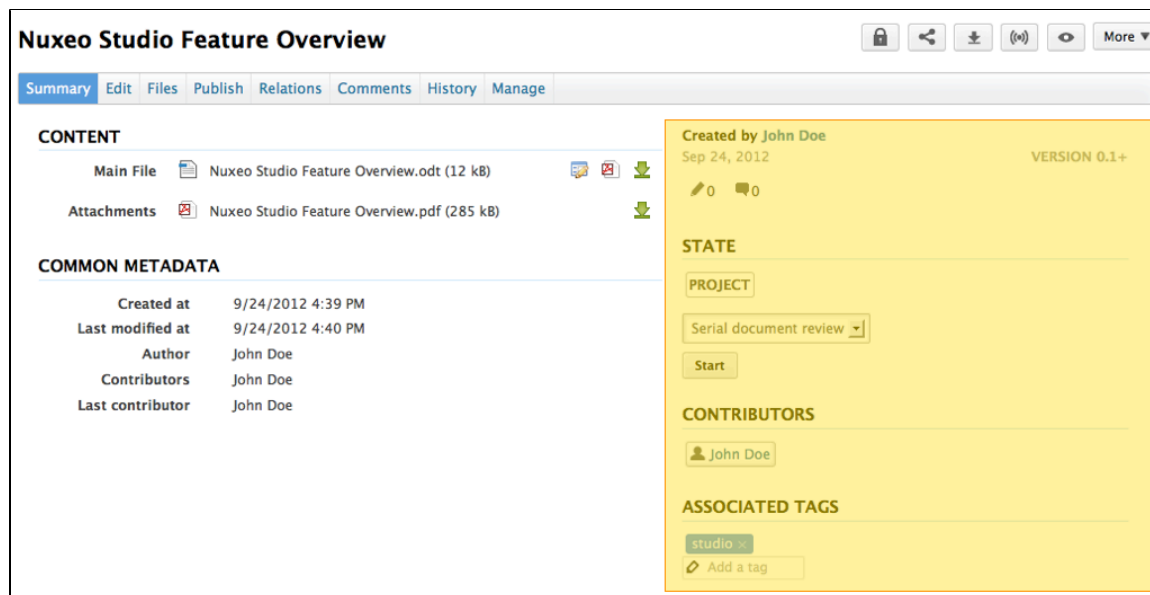 Nuxeo Studio Feature Overview
More
Summary Edit Files Publish Relations Comments History Manage
CONTENT
Main File Nuxeo Studio Feature Overview.odt (12 kB)
Attachments Nuxeo Studio Feature Overview.pdf (285 kB)
COMMON METADATA
Created at 9/24/2012 4:39 PM
Last modified at 9/24/2012 4:40 PM
Author John Doe
Contributors John Doe
Last contributor John Doe
Created by John Doe
Sep 24, 2012 VERSION 0.1+
0 0
STATE
PROJECT
Serial document review
Start
CONTRIBUTORS
John Doe
ASSOCIATED TAGS
studio ×
Add a tag